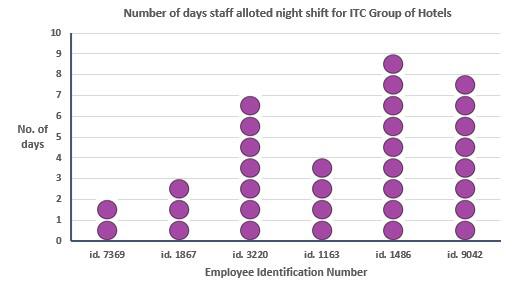 Number of days staff alloted night shift for ITC Group of Hotels
10
9
8
7
6
5
4
3
2
1
0
No. of
days
id. 7369 id. 1867 id. 3220 id. 1163 id. 1486 id. 9042
Employee Identification Number